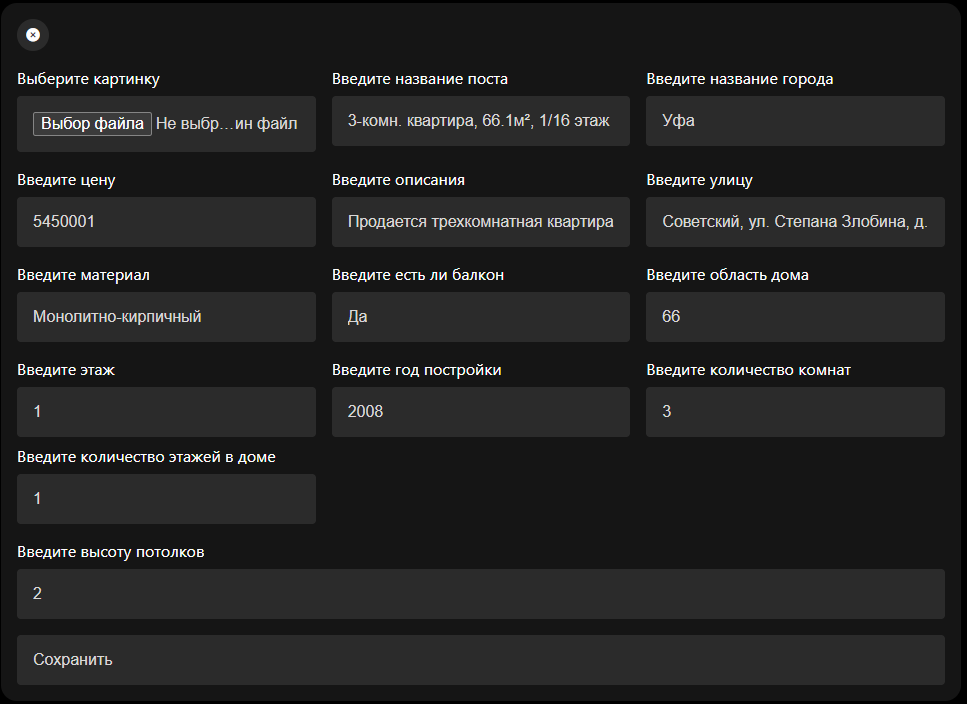 Выберите картинку
Введите название поста
Введите название города
Выбор файла Не выбр…ин файл
3-комн. квартира, 66.1м², 1/16 этаж
Уфа
Введите цену
Введите описания
Введите улицу
5450001
Продается трехкомнатная квартира
Советский, ул. Степана Злобина, д.
Введите материал
Введите есть ли балкон
Введите область дома
Монолитно-кирпичный
Да
66
Введите этаж
Введите год постройки
Введите количество комнат
1
2008
3
Введите количество этажей в доме
1
Введите высоту потолков
2
Сохранить